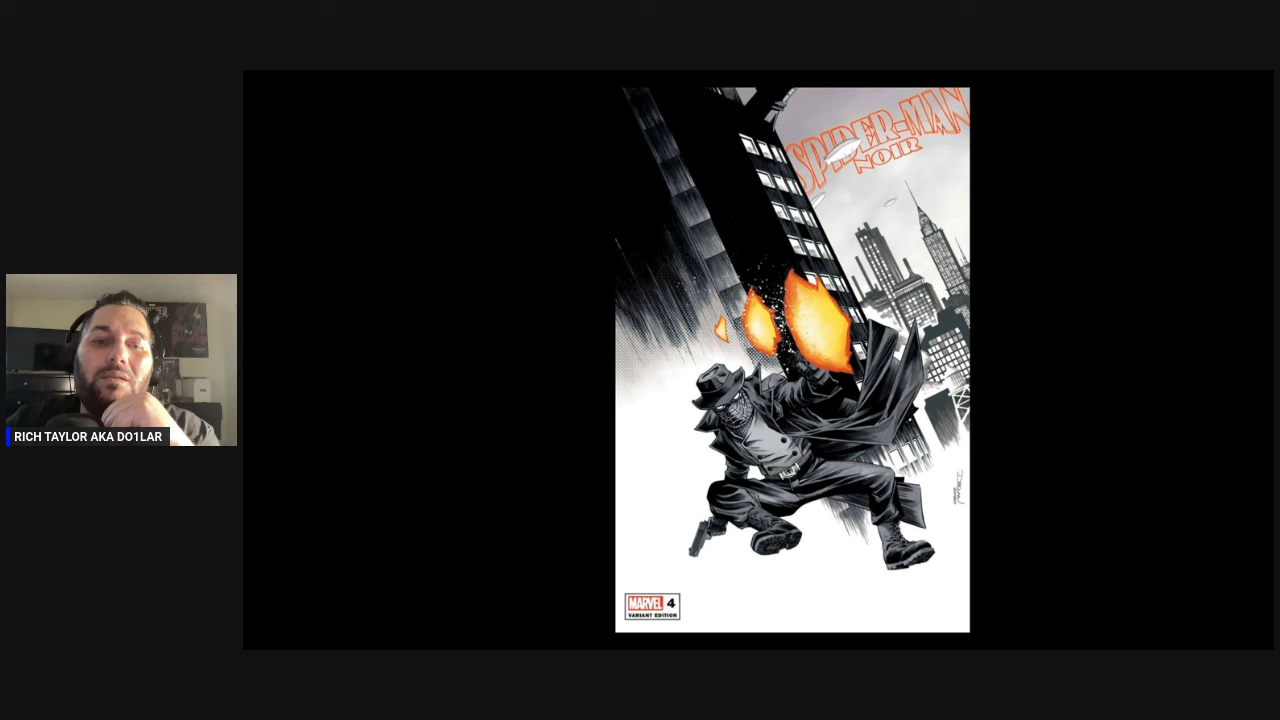 SPIDER-MAN
NOIR
RICH TAYLOR AKA DO1LAR
MARVEL 4
VARIANT EDITION